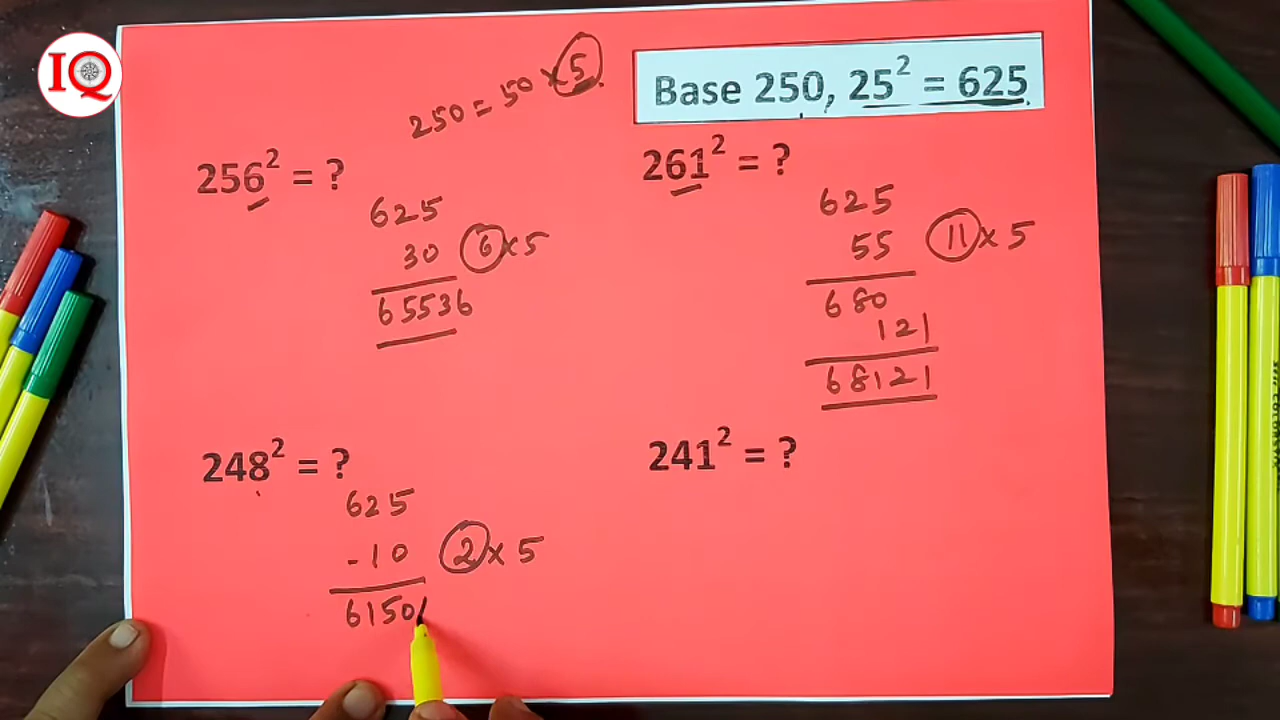 IQ
250 = 50 × 5
Base 250, 25² = 625
256² = ?
625
30 6 × 5
65536
261² = ?
625
55 11 × 5
680
121
68121
248² = ?
625
-10 2 × 5
6150
241² = ?